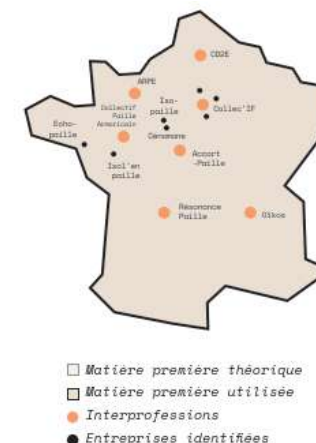 CD2E
ARPE
Collectif
Paille
Armoricain
Iso-
paille
Collec'IF
Echo-
paille
Cénomane
Isol'en
paille
Accort
-Paille
Résonance
Paille
Oïkos
Matière première théorique
Matière première utilisée
Interprofessions
Entreprises identifiées